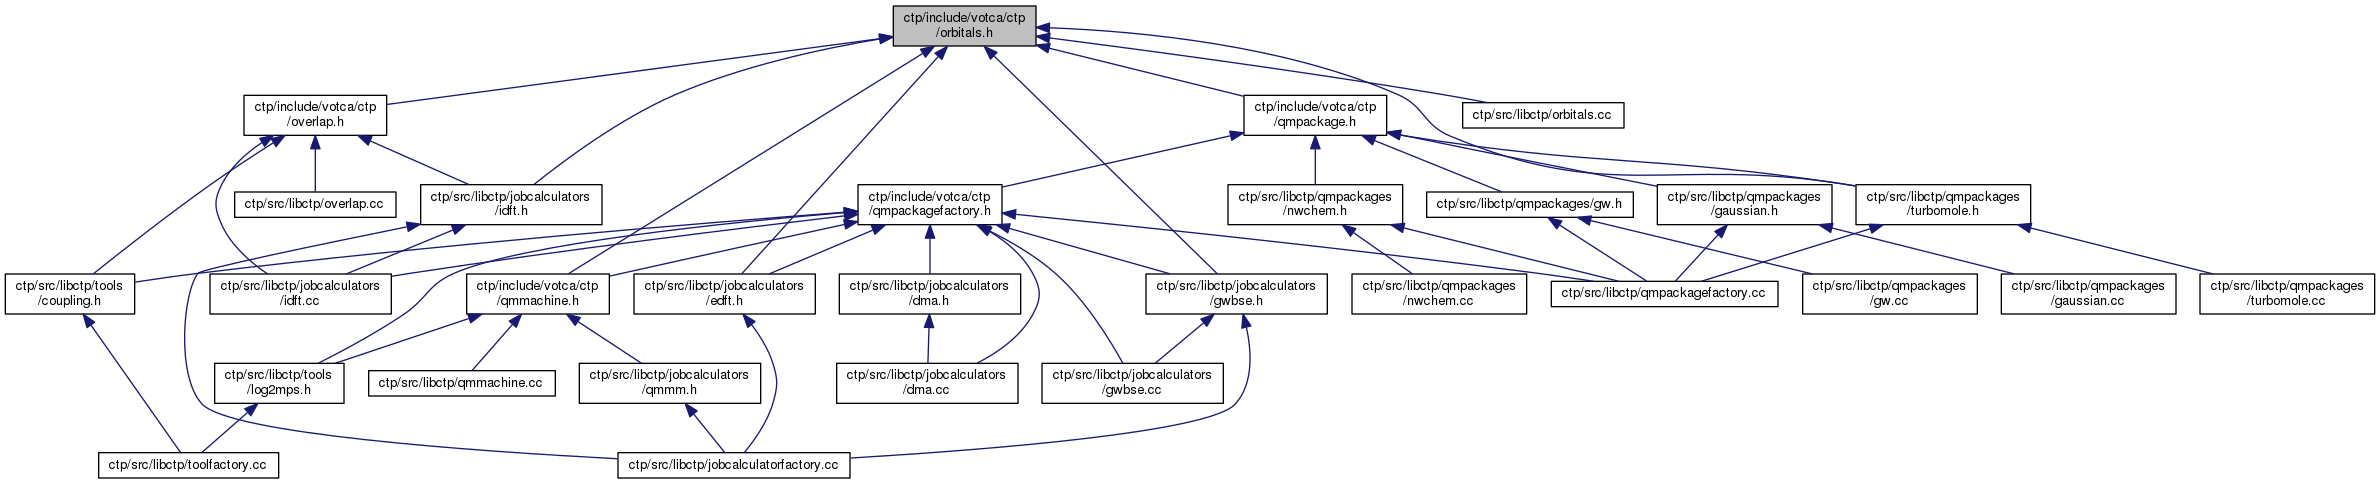 ctp/include/votca/ctp
/orbitals.h
ctp/include/votca/ctp
/overlap.h
ctp/include/votca/ctp
/qmpackage.h
ctp/src/libctp/orbitals.cc
ctp/src/libctp/overlap.cc
ctp/src/libctp/jobcalculators
/idft.h
ctp/include/votca/ctp
/qmpackagefactory.h
ctp/src/libctp/qmpackages
/nwchem.h
ctp/src/libctp/qmpackages/gw.h
ctp/src/libctp/qmpackages
/gaussian.h
ctp/src/libctp/qmpackages
/turbomole.h
ctp/src/libctp/tools
/coupling.h
ctp/src/libctp/jobcalculators
/idft.cc
ctp/include/votca/ctp
/qmmachine.h
ctp/src/libctp/jobcalculators
/edft.h
ctp/src/libctp/jobcalculators
/dma.h
ctp/src/libctp/jobcalculators
/gwbse.h
ctp/src/libctp/qmpackages
/nwchem.cc
ctp/src/libctp/qmpackagefactory.cc
ctp/src/libctp/qmpackages
/gw.cc
ctp/src/libctp/qmpackages
/gaussian.cc
ctp/src/libctp/qmpackages
/turbomole.cc
ctp/src/libctp/tools
/log2mps.h
ctp/src/libctp/qmmachine.cc
ctp/src/libctp/jobcalculators
/qmmm.h
ctp/src/libctp/jobcalculators
/dma.cc
ctp/src/libctp/jobcalculators
/gwbse.cc
ctp/src/libctp/toolfactory.cc
ctp/src/libctp/jobcalculatorfactory.cc